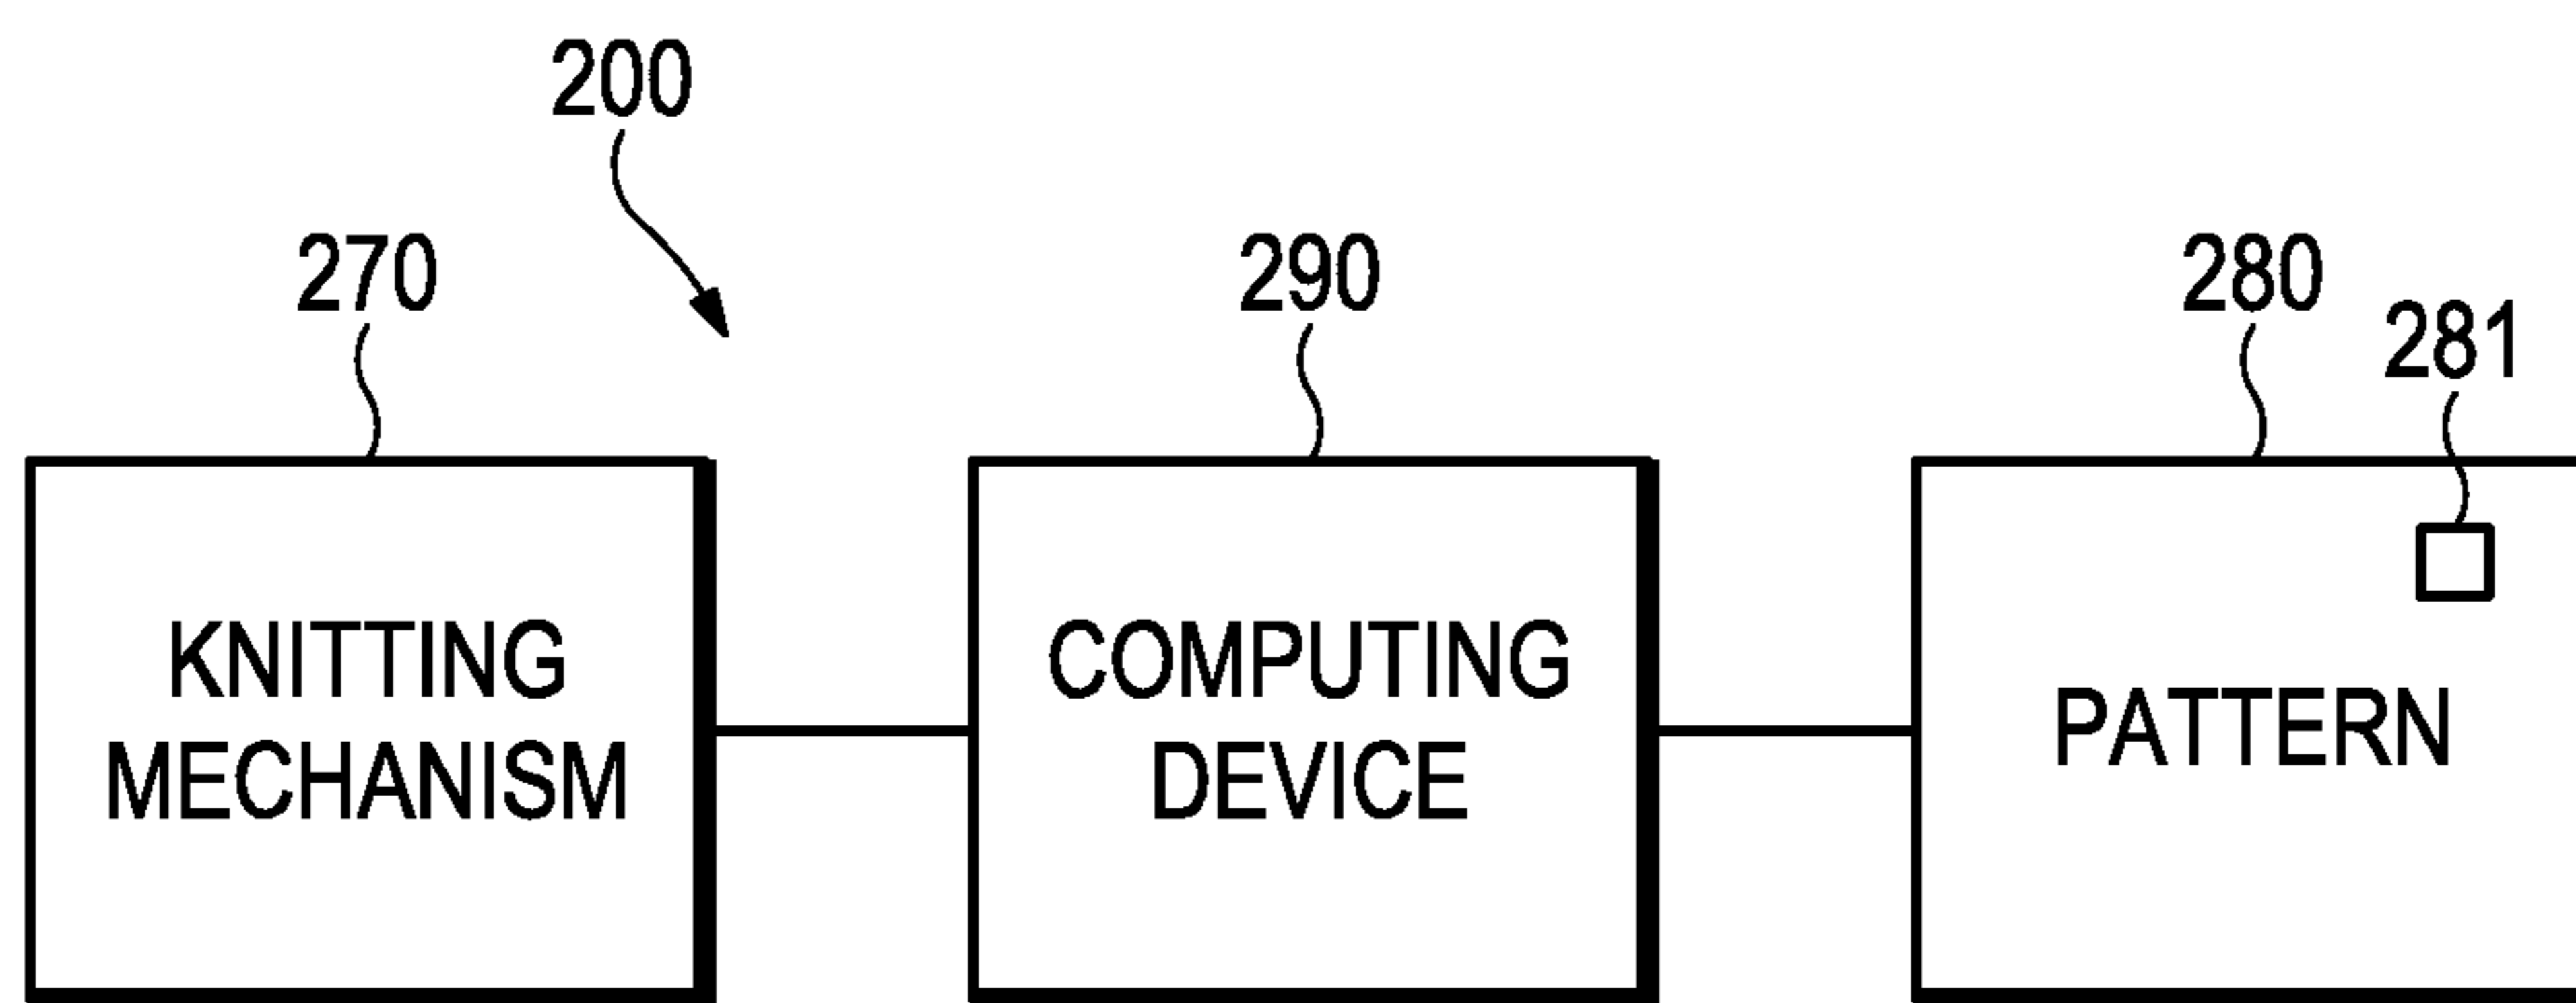 200
270
290
280
281
KNITTING
MECHANISM
COMPUTING
DEVICE
PATTERN